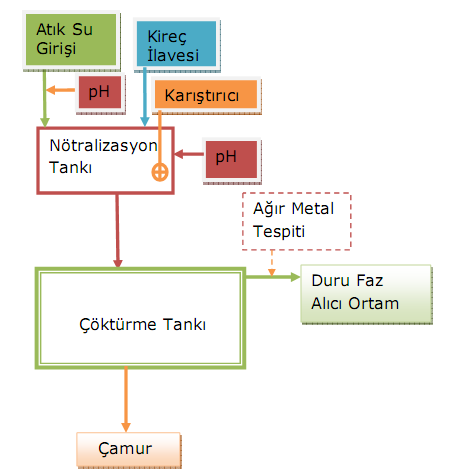 Atık Su
Girişi
Kireç
İlavesi
pH
Karıştırıcı
Nötralizasyon
Tankı
pH
Ağır Metal
Tespiti
Duru Faz
Alıcı Ortam
Çöktürme Tankı
Çamur